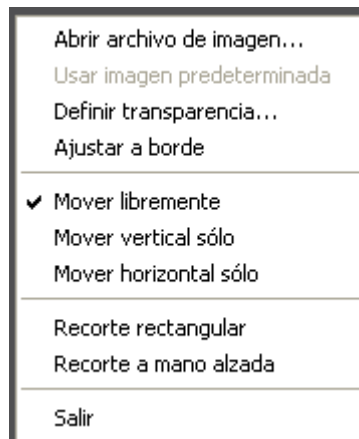 Abrir archivo de imagen...
Usar imagen predeterminada
Definir transparencia...
Ajustar a borde
Mover libremente
Mover vertical sólo
Mover horizontal sólo
Recorte rectangular
Recorte a mano alzada
Salir